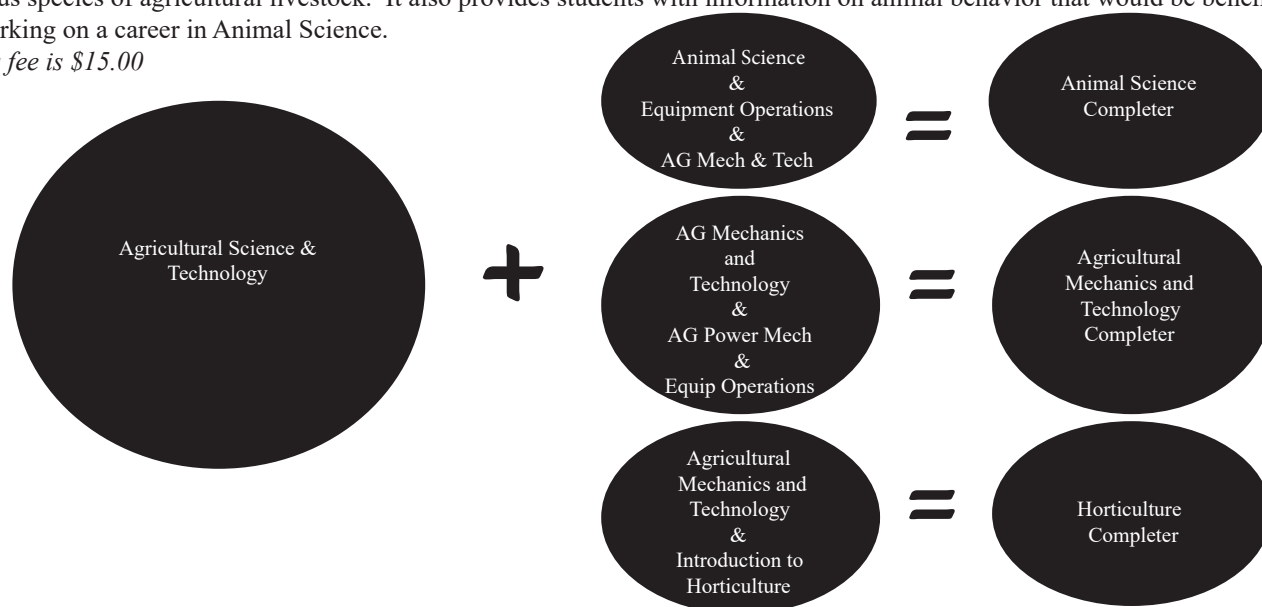 species of agricultural livestock. It also provides students with information on animal behavior that would be
on a career in Animal Science.
fee is $15.00
Agricultural Science &
Technology
+
Animal Science
&
Equipment Operations
&
AG Mech & Tech
=
Animal Science
Completer
AG Mechanics
and
Technology
&
AG Power Mech
&
Equip Operations
=
Agricultural
Mechanics and
Technology
Completer
Agricultural
Mechanics and
Technology
&
Introduction to
Horticulture
=
Horticulture
Completer